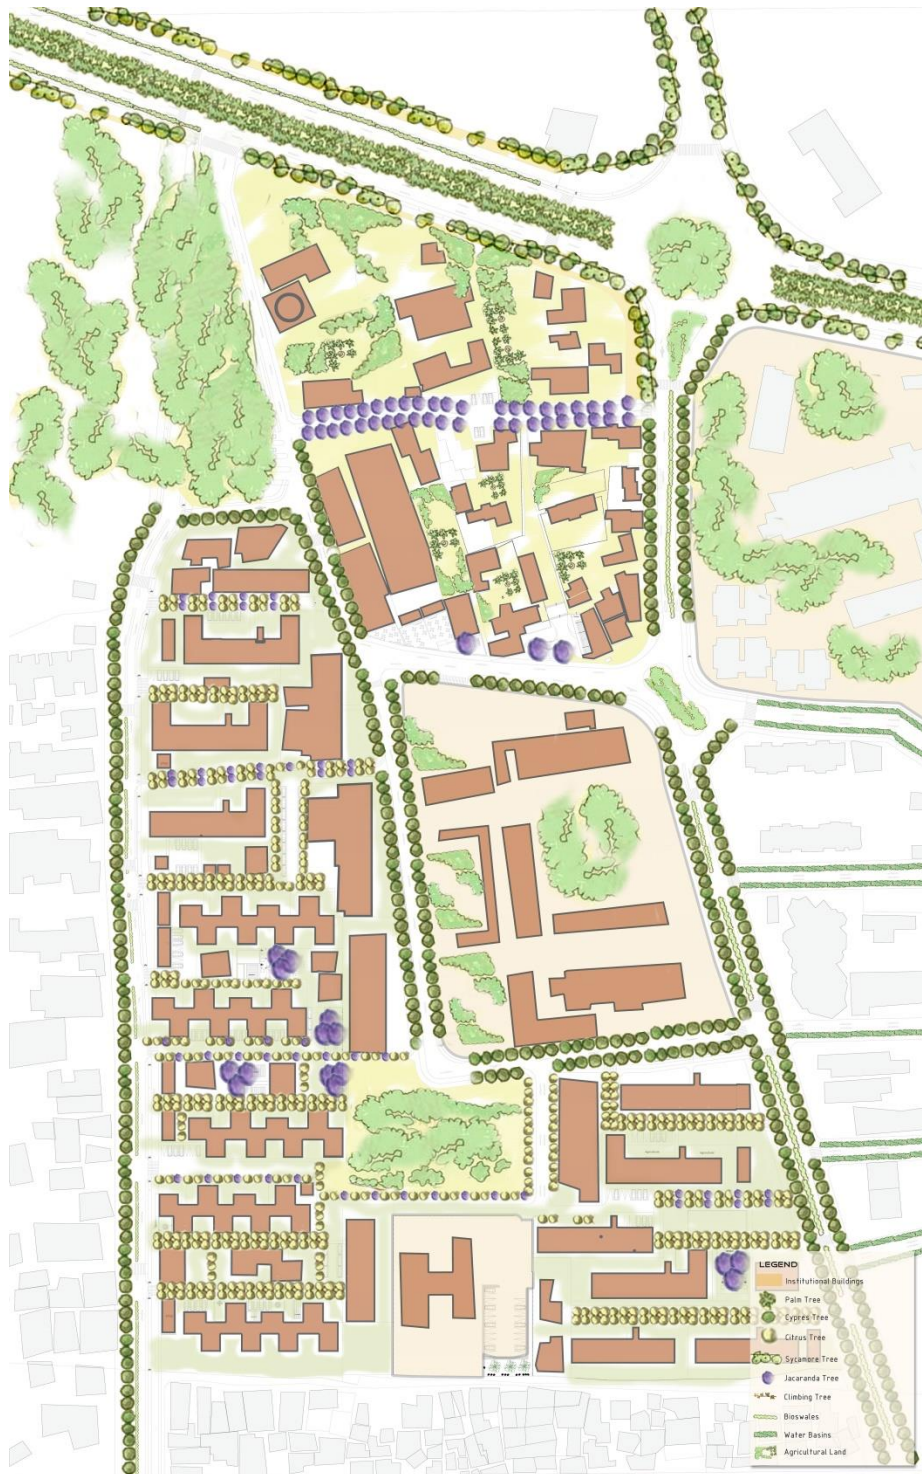 LEGEND
Institutional Buildings
Palm Tree
Cypres Tree
Citrus Tree
Sycamore Tree
Jacaranda Tree
Climbing Tree
Bioswales
Water Basins
Agricultural Land